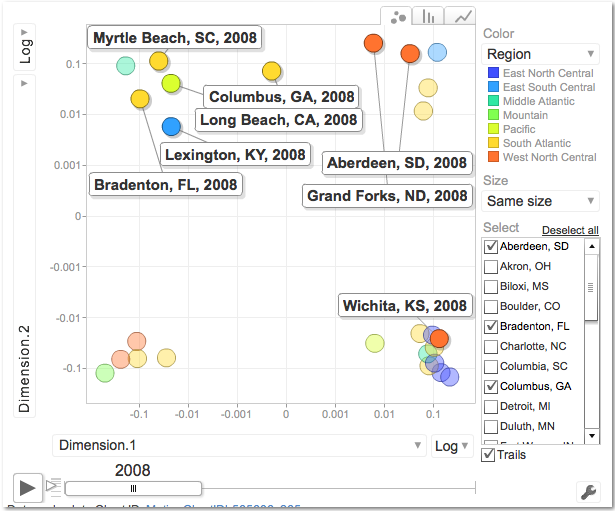 Log
Dimension.2
0.1
0.01
0.001
0
-0.001
-0.01
-0.1
Myrtle Beach, SC, 2008
Columbus, GA, 2008
Long Beach, CA, 2008
Lexington, KY, 2008
Bradenton, FL, 2008
Aberdeen, SD, 2008
Grand Forks, ND, 2008
Wichita, KS, 2008
-0.1
-0.01
-0.001
0
0.001
0.01
0.1
Dimension.1
Log
2008
Color
Region
East North Central
East South Central
Middle Atlantic
Mountain
Pacific
South Atlantic
West North Central
Size
Same size
Select
Deselect all
Aberdeen, SD
Akron, OH
Biloxi, MS
Boulder, CO
Bradenton, FL
Charlotte, NC
Columbia, SC
Columbus, GA
Detroit, MI
Duluth, MN
Trails